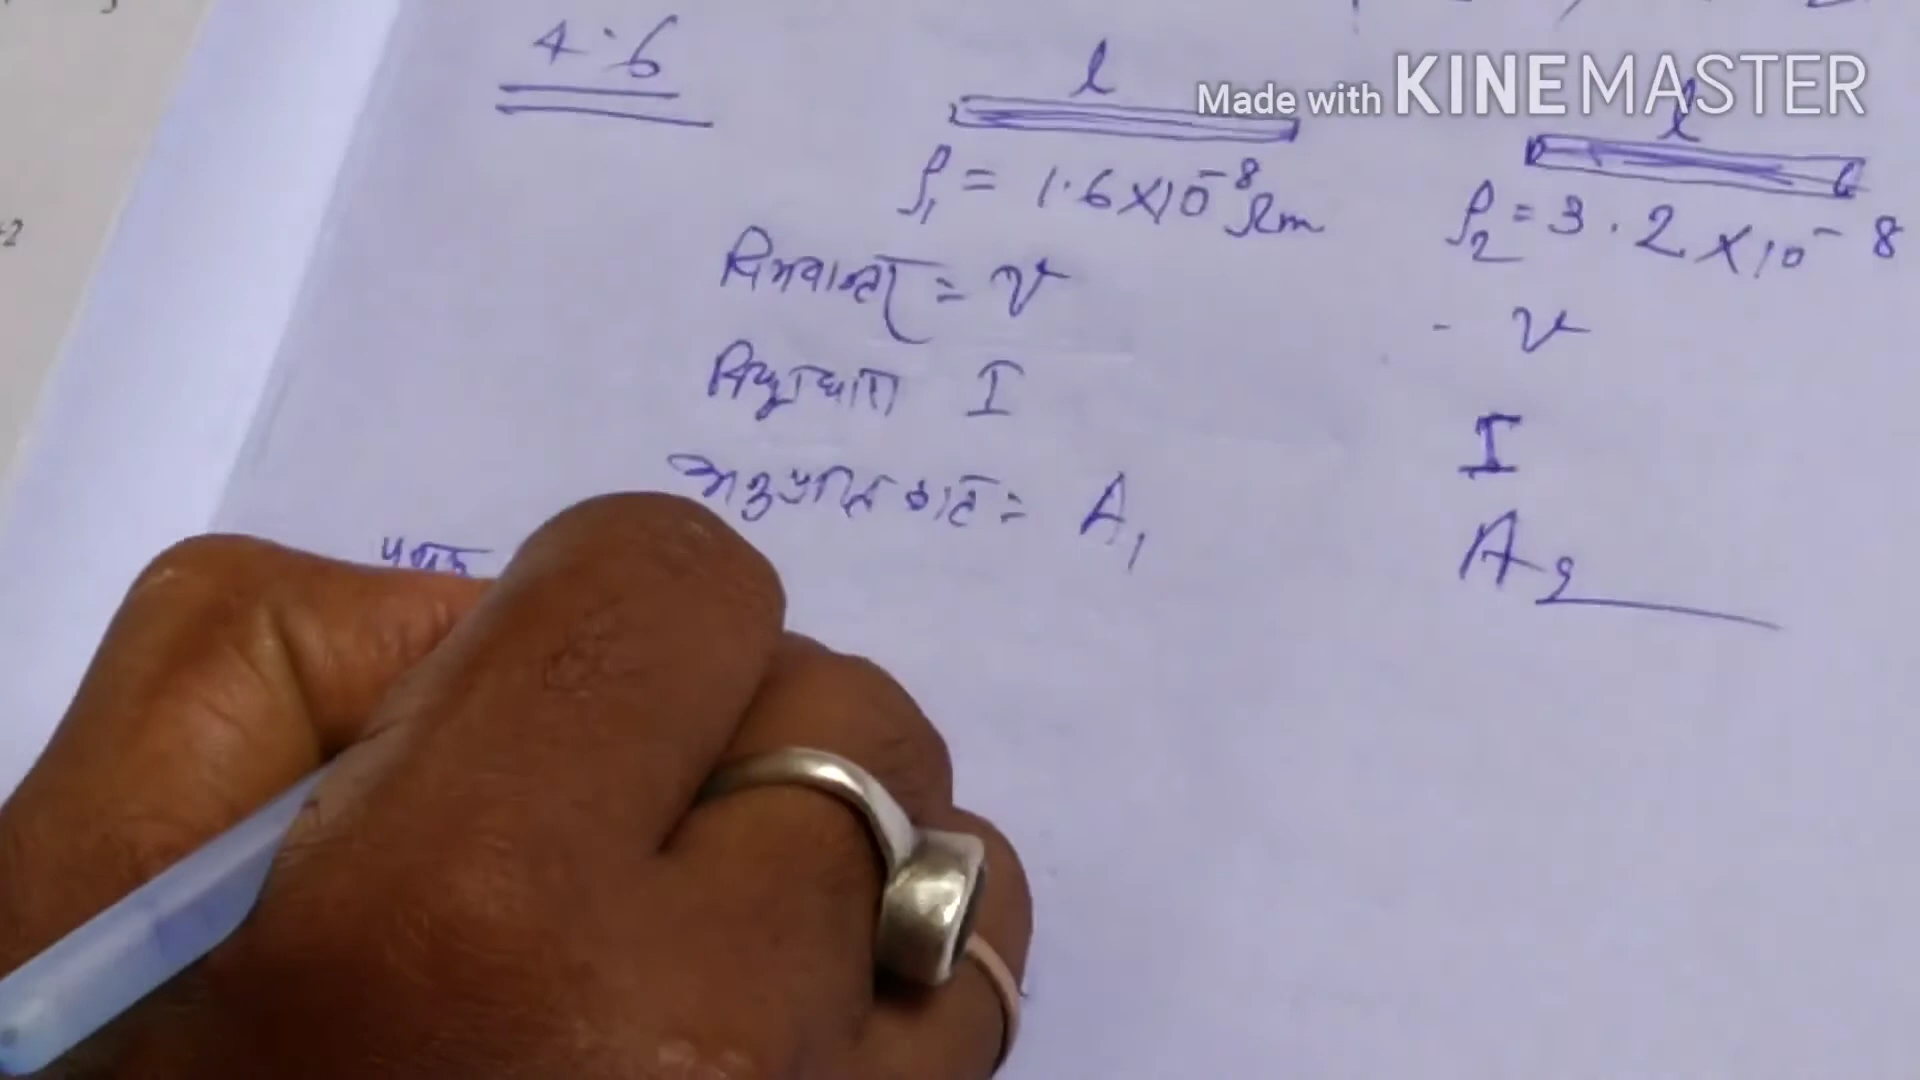 4.6
l
l
Made with KINEMASTER
ρ₁ = 1.6×10⁻⁸ Ωm
ρ₂ = 3.2×10⁻⁸
विभवान्तर = V
V
विद्युतधारा I
I
अनुप्रस्थ काट = A₁
A₂